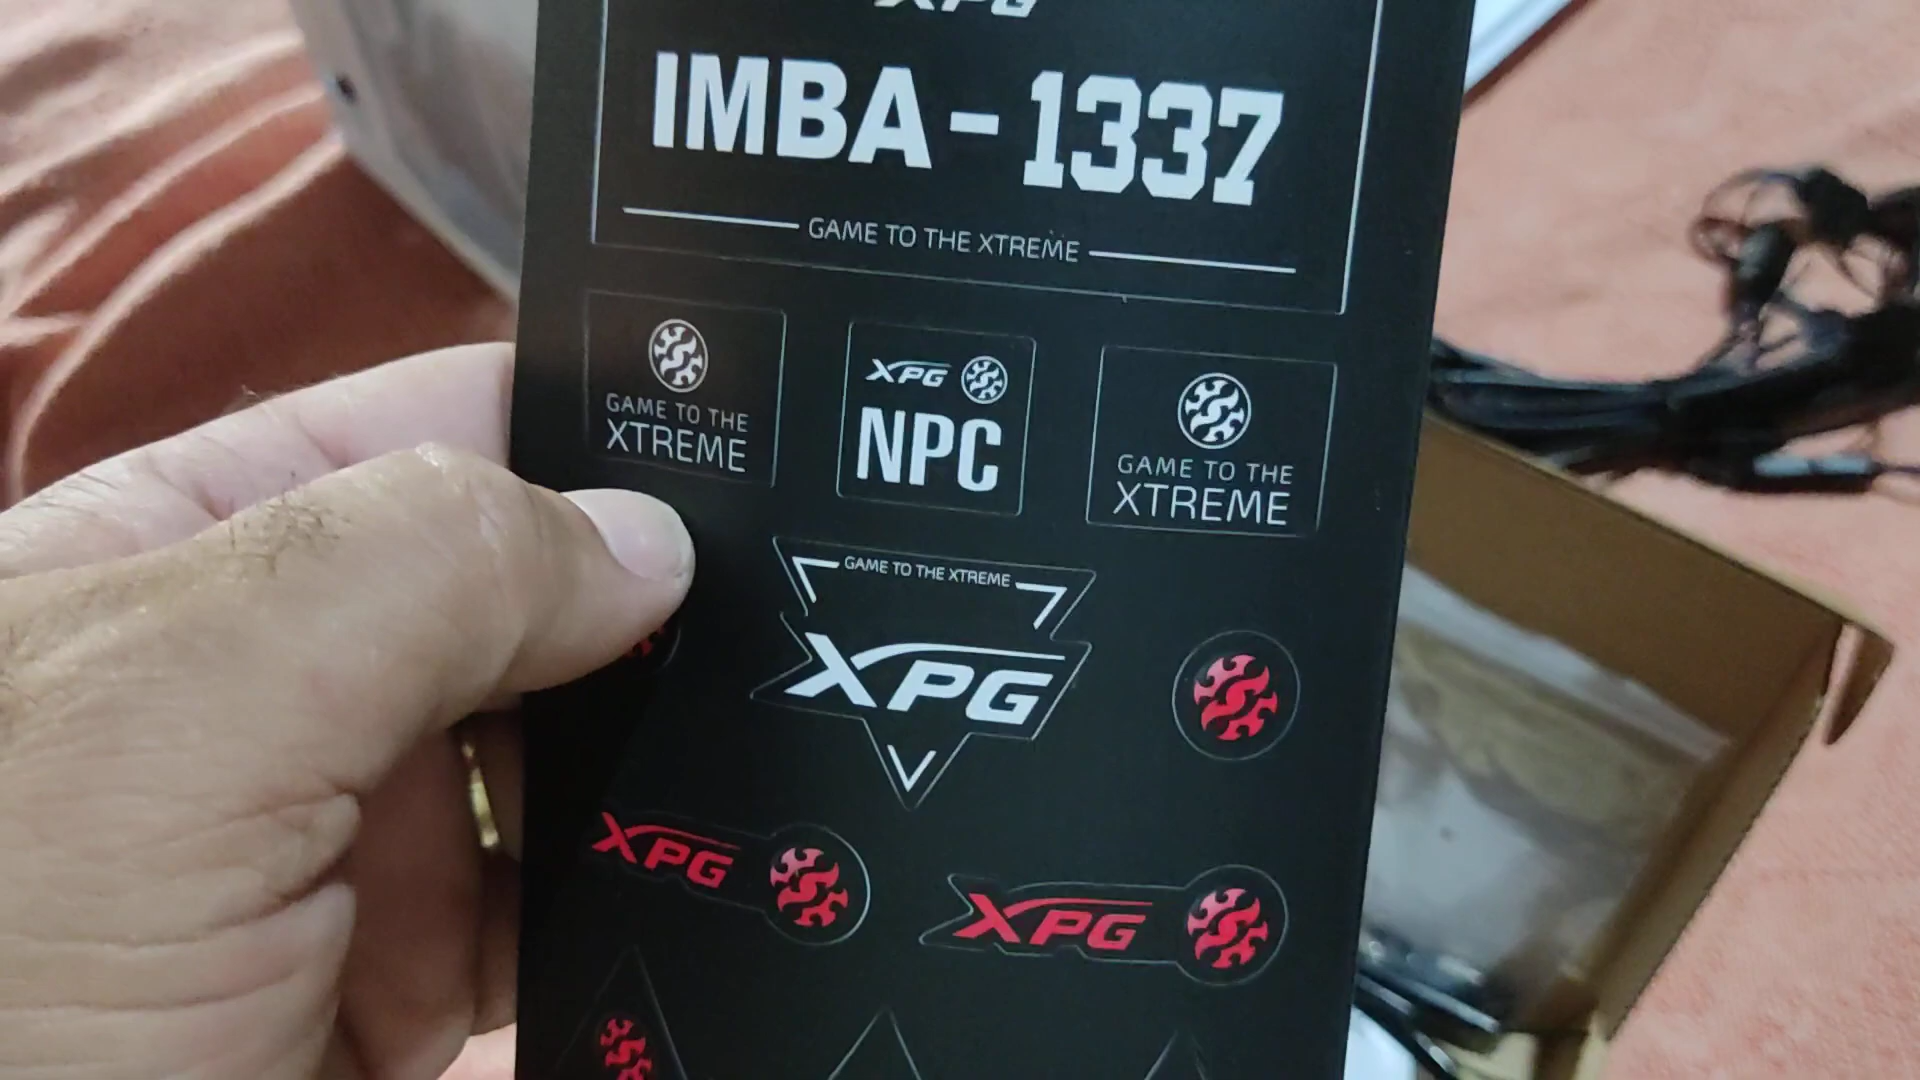 XPG
IMBA - 1337
GAME TO THE XTREME
GAME TO THE
XTREME
XPG
NPC
GAME TO THE
XTREME
GAME TO THE XTREME
XPG
XPG
XPG